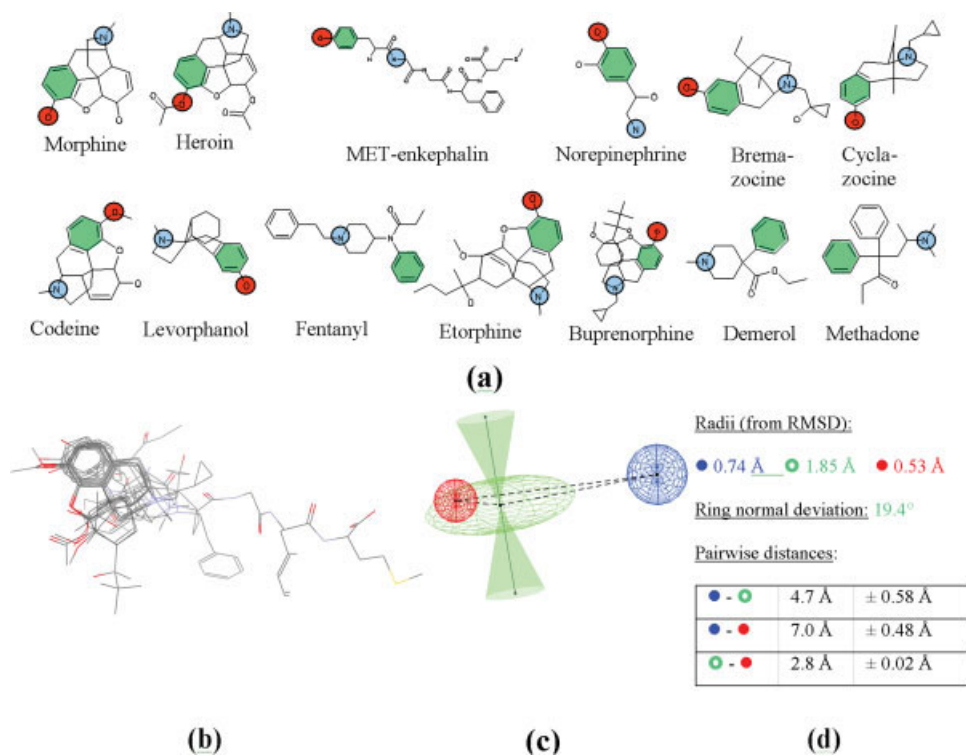 Morphine
Heroin
MET-enkephalin
Norepinephrine
Brema-
zocine
Cycla-
zocine
Codeine
Levorphanol
Fentanyl
Etorphine
Buprenorphine
Demerol
Methadone
(a)
Radii (from RMSD):
0.74 Å 1.85 Å 0.53 Å
Ring normal deviation: 19.4°
Pairwise distances:
- 4.7 Å ± 0.58 Å
- 7.0 Å ± 0.48 Å
- 2.8 Å ± 0.02 Å
(b) (c) (d)